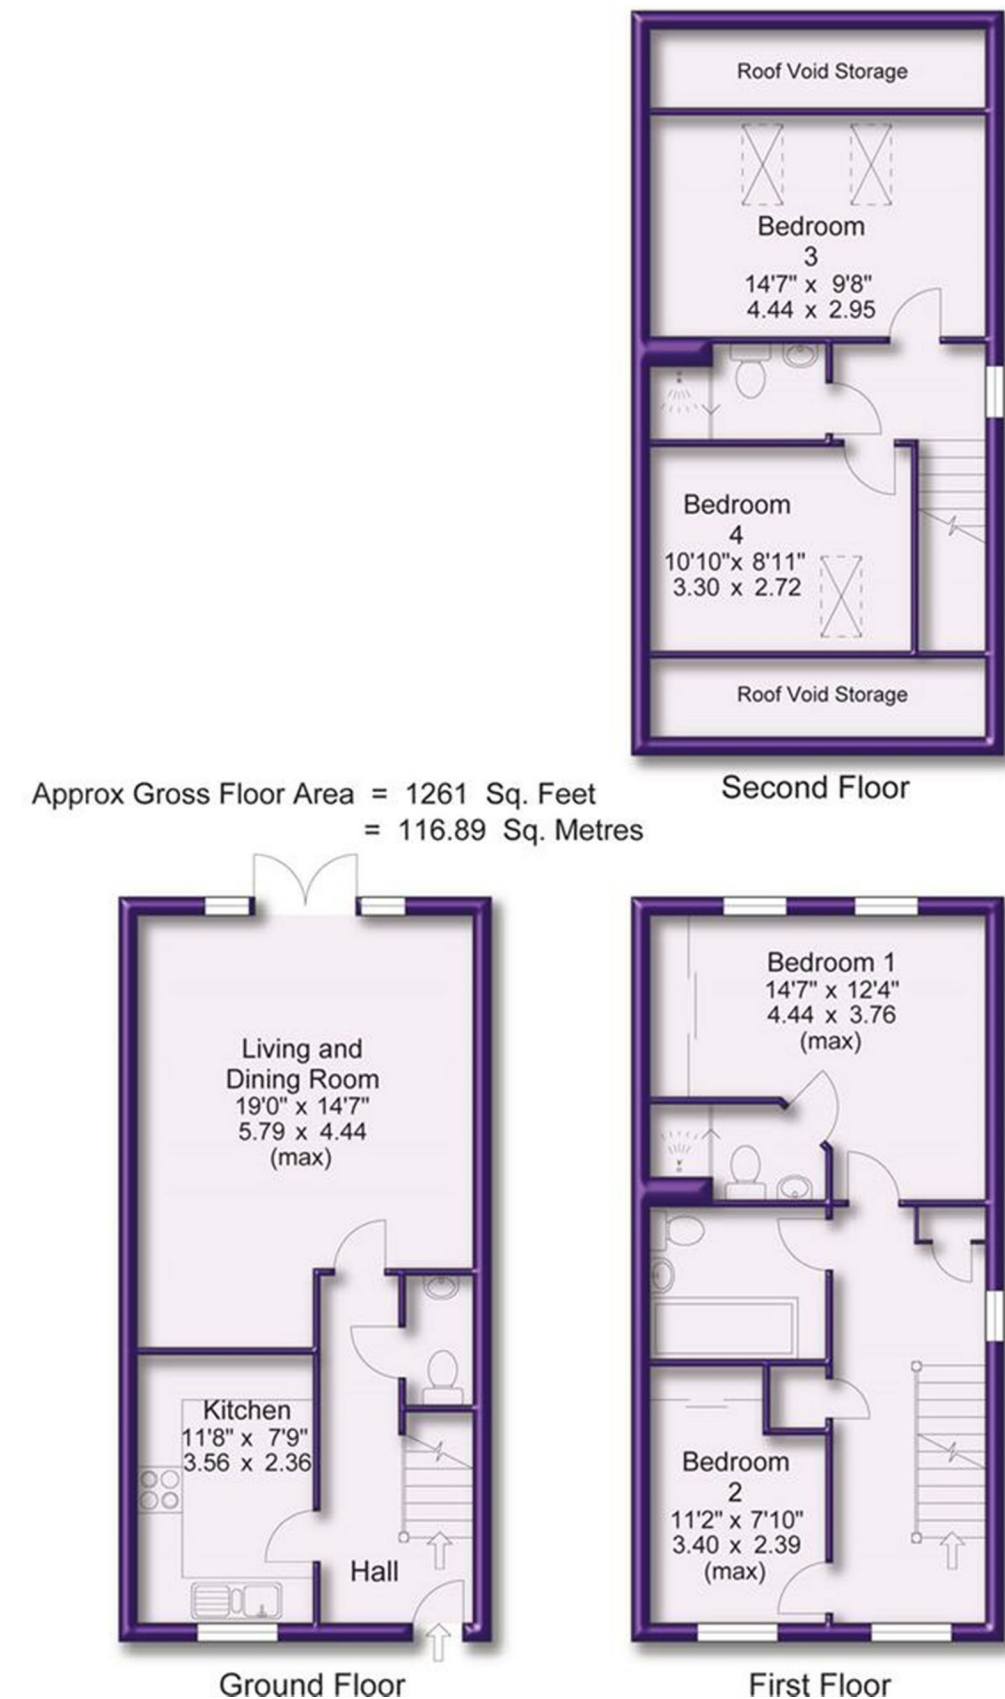 Roof Void Storage
Bedroom
3
14'7" x 9'8"
4.44 x 2.95
Bedroom
4
10'10"x 8'11"
3.30 x 2.72
Roof Void Storage
Second Floor
Approx Gross Floor Area = 1261 Sq. Feet
= 116.89 Sq. Metres
Living and
Dining Room
19'0" x 14'7"
5.79 x 4.44
(max)
Kitchen
11'8" x 7'9"
3.56 x 2.36
Hall
Ground Floor
Bedroom 1
14'7" x 12'4"
4.44 x 3.76
(max)
Bedroom
2
11'2" x 7'10"
3.40 x 2.39
(max)
First Floor